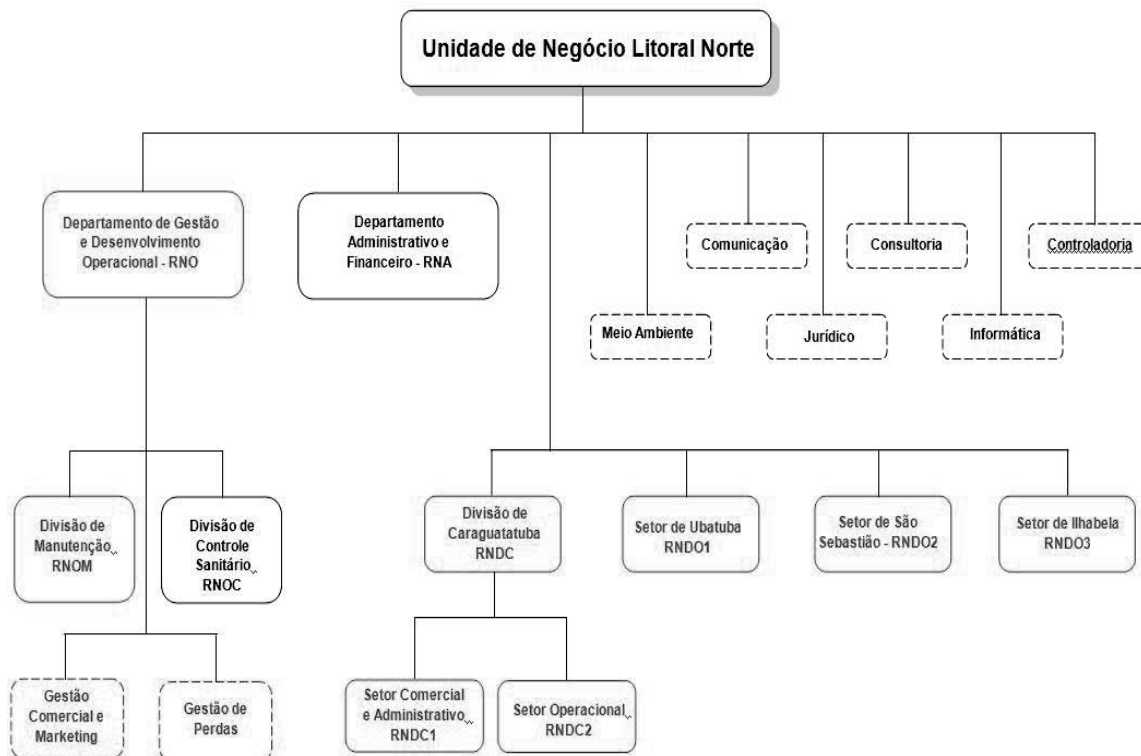 Unidade de Negócio Litoral Norte
Departamento de Gestão
e Desenvolvimento
Operacional - RNO
Departamento
Administrativo e
Financeiro - RNA
Comunicação
Consultoria
Controladoria
Meio Ambiente
Jurídico
Informática
Divisão de
Manutenção
RNOM
Divisão de
Controle
Sanitário
RNOC
Divisão de
Caraguatatuba
RNDC
Setor de Ubatuba
RNDO1
Setor de São
Sebastião - RNDO2
Setor de Ilhabela
RNDO3
Gestão
Comercial e
Marketing
Gestão de
Perdas
Setor Comercial
e Administrativo
RNDC1
Setor Operacional
RNDC2